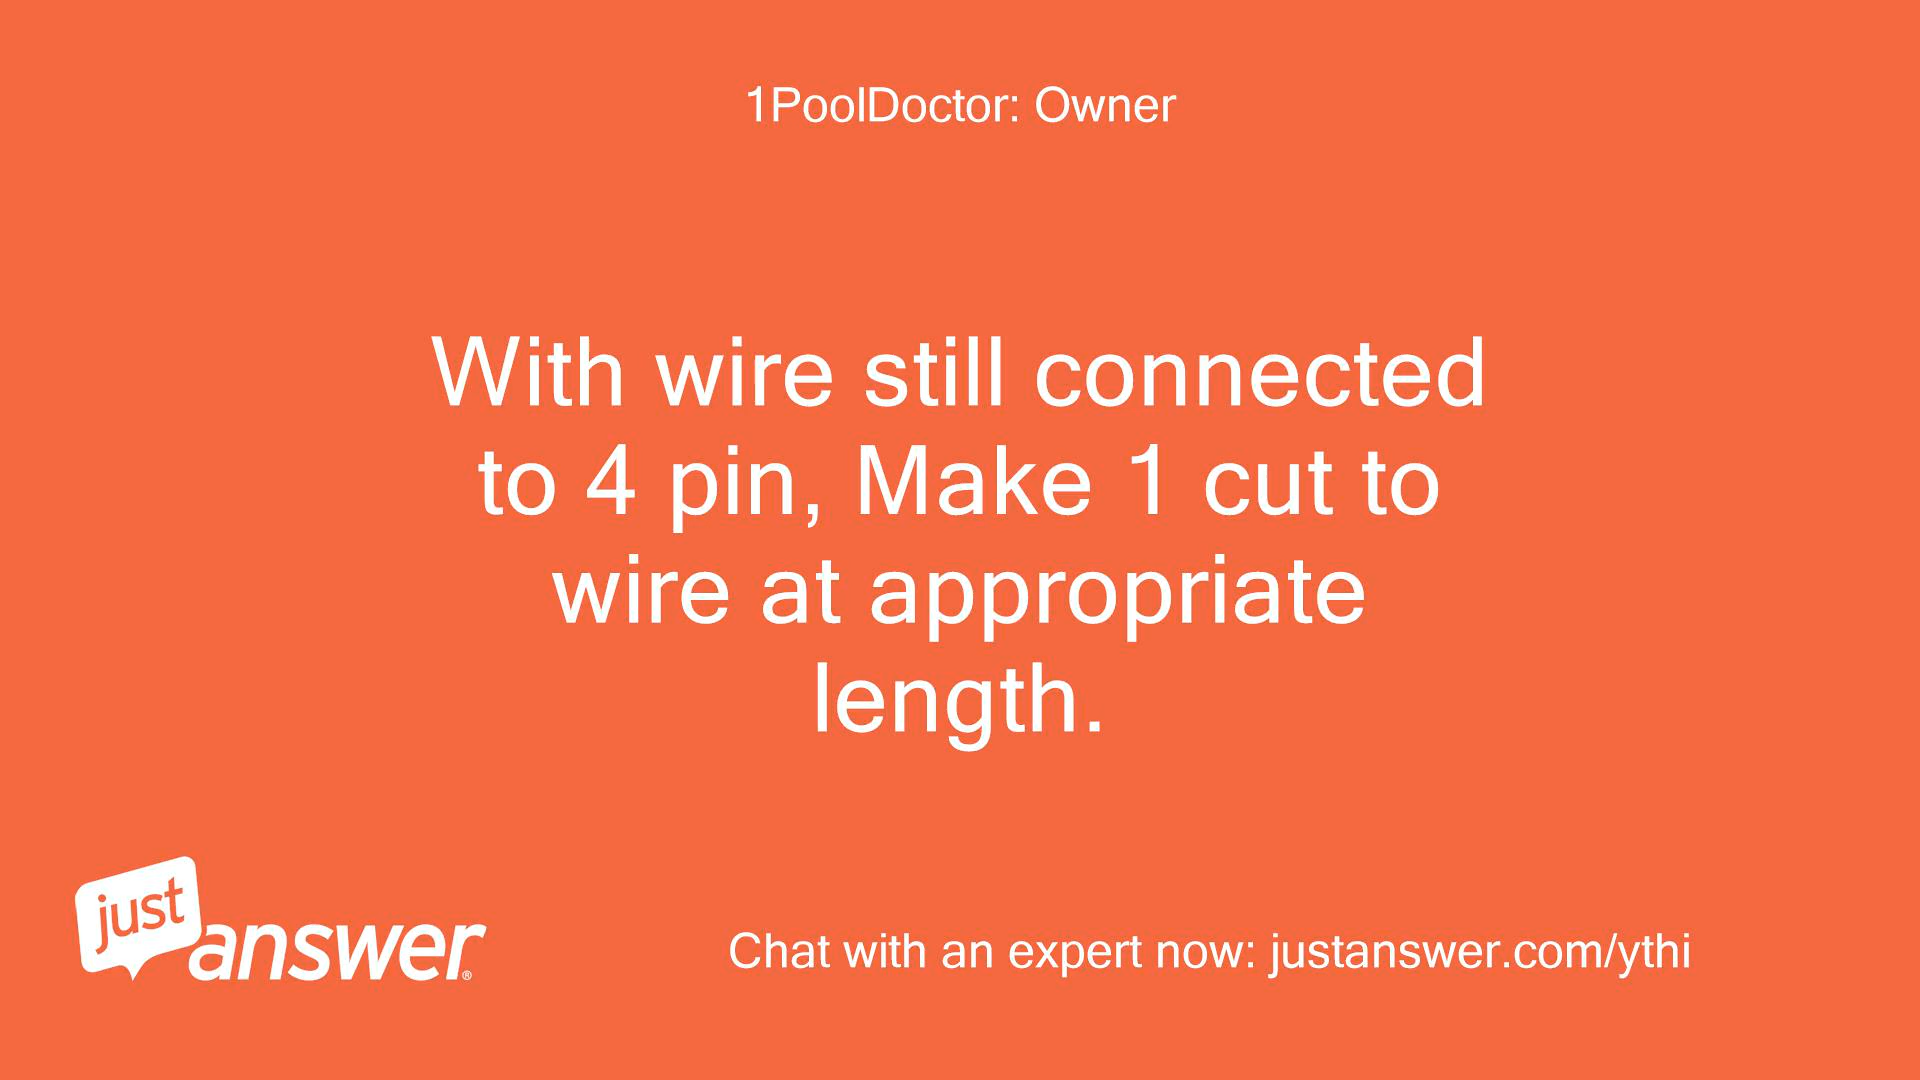 1PoolDoctor: Owner
With wire still connected
to 4 pin, Make 1 cut to
wire at appropriate
length.
just
answer®
Chat with an expert now: justanswer.com/ythi